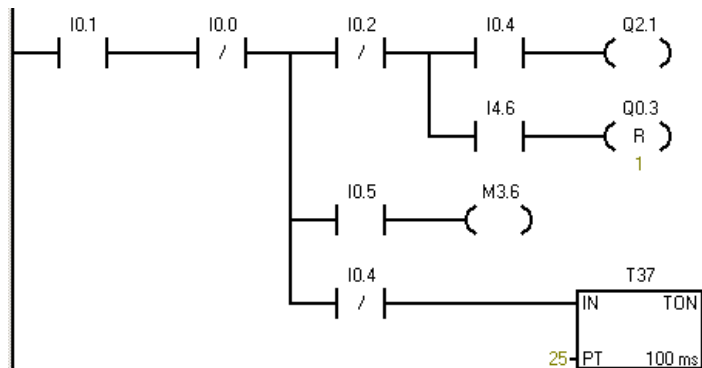 I0.1 I0.0 I0.2 I0.4 Q2.1
/ /
I4.6 Q0.3
R
1
I0.5 M3.6
I0.4 T37
/ IN TON
25 PT 100 ms